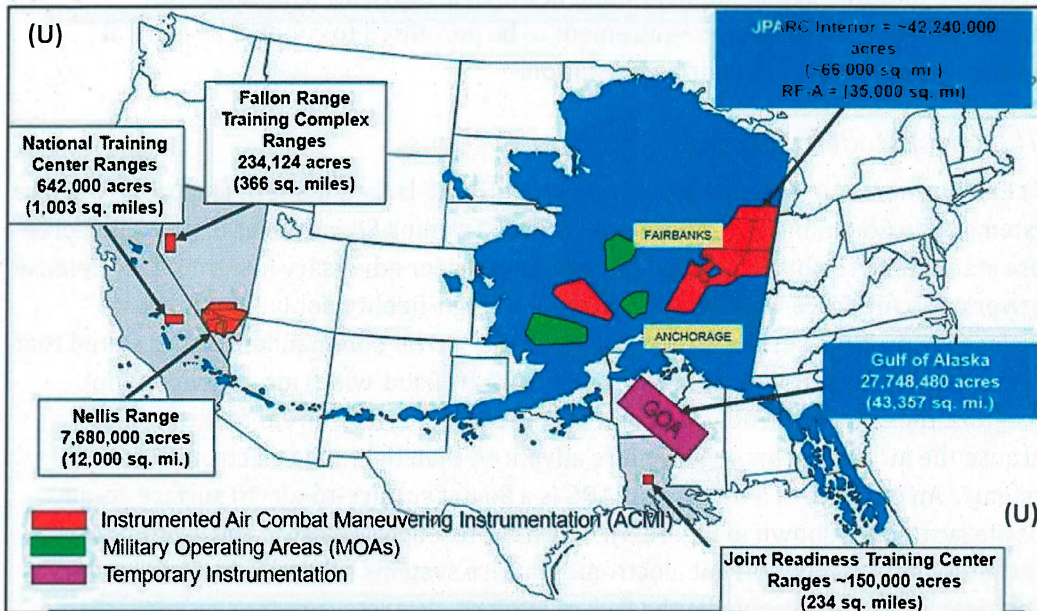 (U)
JPARC Interior = ~42,240,000
acres
(~66,000 sq. mi.)
RF-A = (35,000 sq. mi)
Fallon Range
Training Complex
Ranges
234,124 acres
(366 sq. miles)
National Training
Center Ranges
642,000 acres
(1,003 sq. miles)
FAIRBANKS
ANCHORAGE
Gulf of Alaska
27,748,480 acres
(43,357 sq. mi.)
GOA
Nellis Range
7,680,000 acres
(12,000 sq. mi.)
Instrumented Air Combat Maneuvering Instrumentation (ACMI)
Military Operating Areas (MOAs)
Temporary Instrumentation
(U)
Joint Readiness Training Center
Ranges ~150,000 acres
(234 sq. miles)